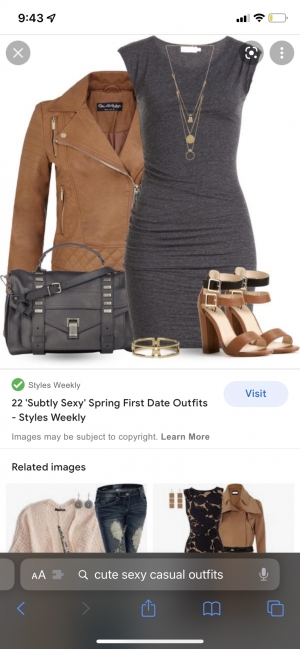 9:43
Styles Weekly
22 'Subtly Sexy' Spring First Date Outfits
- Styles Weekly
Visit
Images may be subject to copyright. Learn More
Related images
AA
cute sexy casual outfits